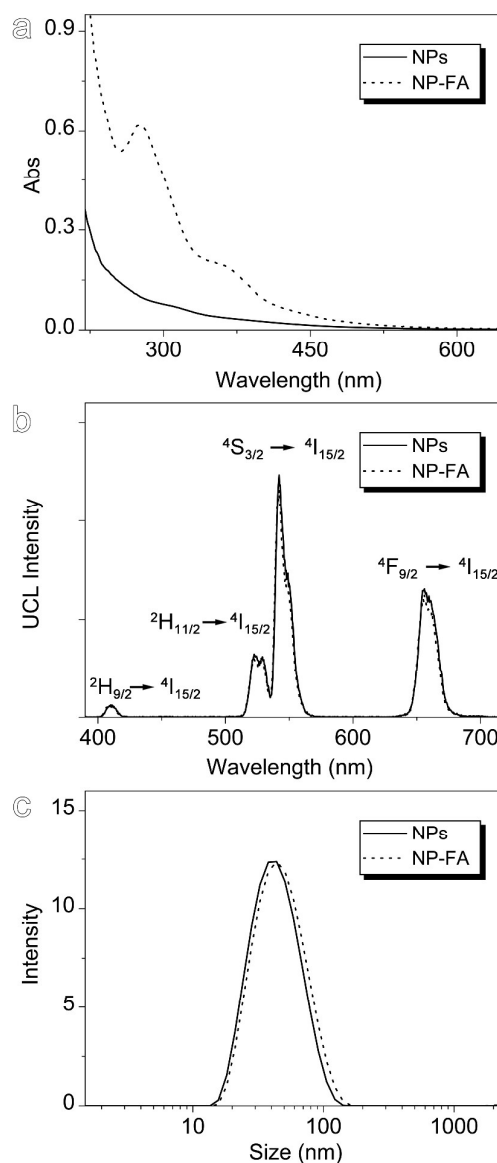 a
0.9
0.6
0.3
0.0
Abs
NPs
NP-FA
300
450
600
Wavelength (nm)
b
UCL Intensity
NPs
NP-FA
⁴S₃/₂ → ⁴I₁₅/₂
⁴F₉/₂ → ⁴I₁₅/₂
²H₁₁/₂ → ⁴I₁₅/₂
²H₉/₂ → ⁴I₁₅/₂
400
500
600
700
Wavelength (nm)
c
15
10
5
0
Intensity
NPs
NP-FA
10
100
1000
Size (nm)